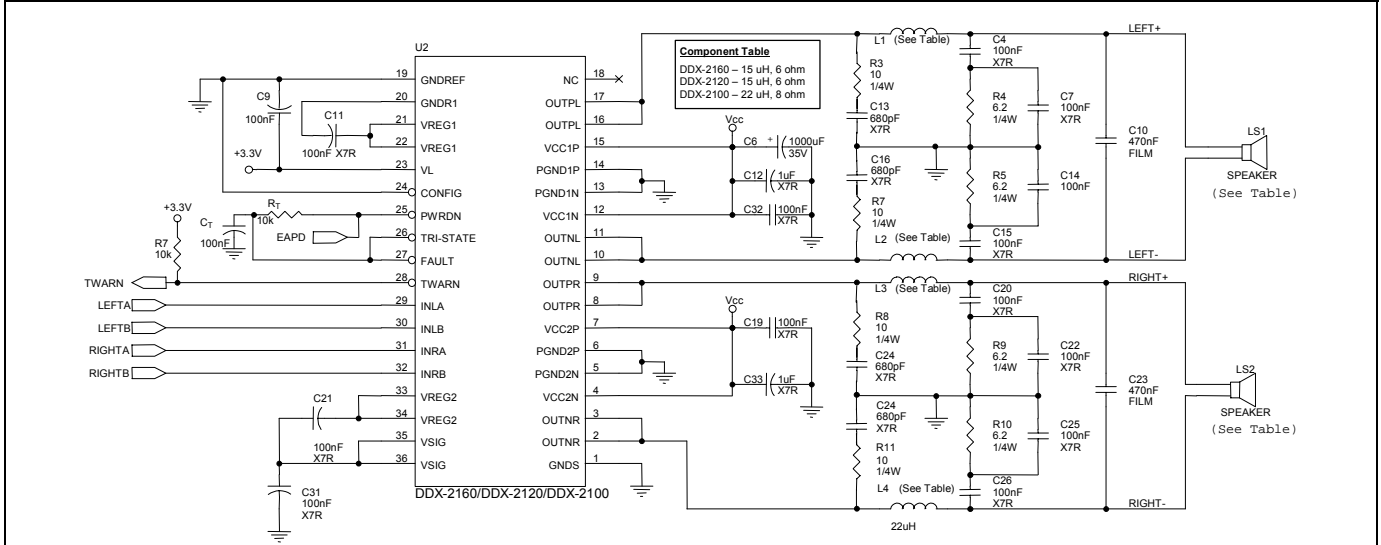 U2
Component Table
DDX-2160 – 15 uH, 6 ohm
DDX-2120 – 15 uH, 6 ohm
DDX-2100 – 22 uH, 8 ohm
19 GNDREF
20 GNDR1
21 VREG1
22 VREG1
23 VL
24 CONFIG
25 PWRDN
26 TRI-STATE
27 FAULT
28 TWARN
29 INLA
30 INLB
31 INRA
32 INRB
33 VREG2
34 VREG2
35 VSIG
36 VSIG
NC 18
OUTPL 17
OUTPL 16
VCC1P 15
PGND1P 14
PGND1N 13
VCC1N 12
OUTNL 11
OUTNL 10
OUTPR 9
OUTPR 8
VCC2P 7
PGND2P 6
PGND2N 5
VCC2N 4
OUTNR 3
OUTNR 2
GNDS 1
DDX-2160/DDX-2120/DDX-2100
C9
100nF
C11
100nF X7R
+3.3V
+3.3V
RT
10k
CT
100nF
EAPD
R7
10k
TWARN
LEFTA
LEFTB
RIGHTA
RIGHTB
C21
100nF
X7R
C31
100nF
X7R
Vcc
C6 + 1000uF
35V
C12 1uF
X7R
C32 100nF
X7R
Vcc
C19 100nF
X7R
C33 1uF
X7R
L1 (See Table)
R3
10
1/4W
C13
680pF
X7R
C16
680pF
X7R
R7
10
1/4W
L2 (See Table)
C4
100nF
X7R
R4
6.2
1/4W
C7
100nF
X7R
R5
6.2
1/4W
C14
100nF
C15
100nF
X7R
LEFT+
C10
470nF
FILM
LEFT-
LS1
SPEAKER
(See Table)
L3 (See Table)
R8
10
1/4W
C24
680pF
X7R
C24
680pF
X7R
R11
10
1/4W
L4 (See Table)
22uH
C20
100nF
X7R
R9
6.2
1/4W
C22
100nF
X7R
R10
6.2
1/4W
C25
100nF
X7R
C26
100nF
X7R
RIGHT+
C23
470nF
FILM
RIGHT-
LS2
SPEAKER
(See Table)